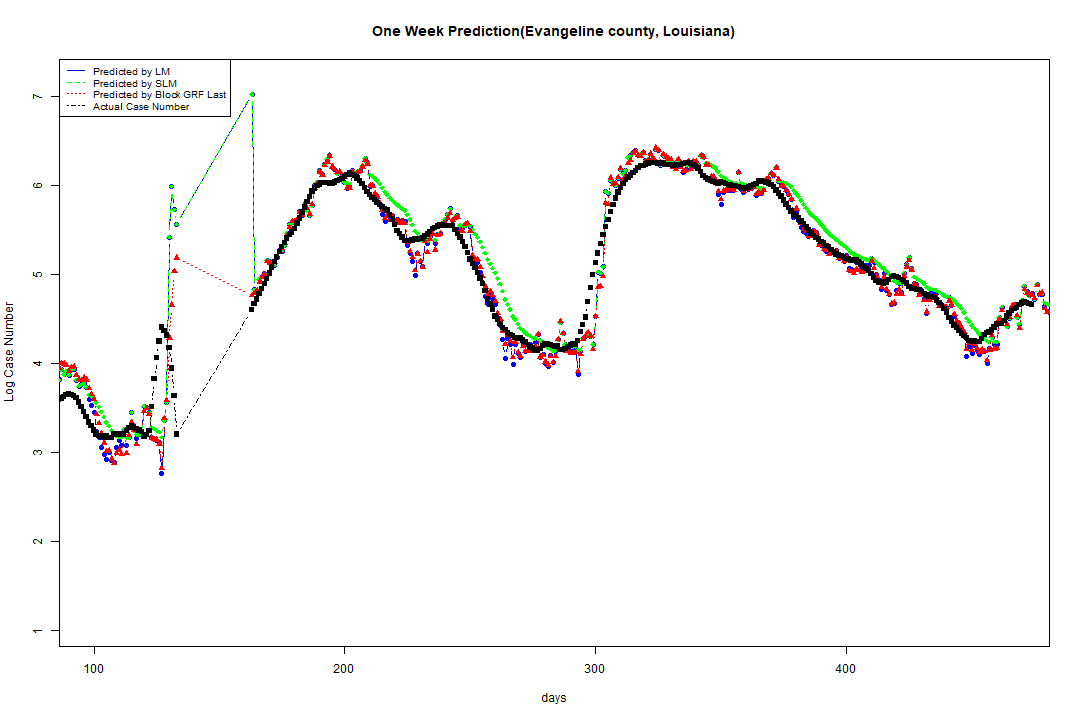 One Week Prediction(Evangeline county, Louisiana)
Predicted by LM
Predicted by SLM
Predicted by Block GRF Last
Actual Case Number
7
6
5
4
3
2
1
Log Case Number
100 200 300 400
days